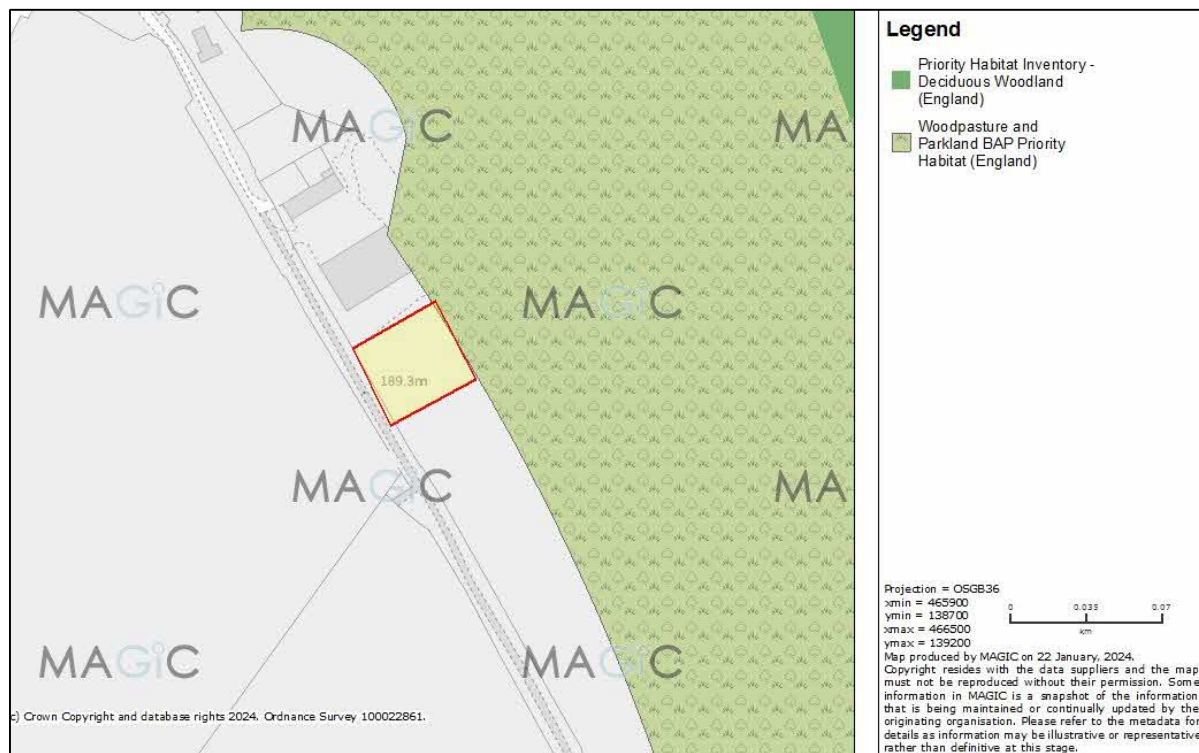 MAGiC
MA
MAGiC
MAGiC
189.3m
MAGiC
MA
MAGiC
MAGiC
c) Crown Copyright and database rights 2024. Ordnance Survey 100022861.
Legend
Priority Habitat Inventory -
Deciduous Woodland
(England)
Woodpasture and
Parkland BAP Priority
Habitat (England)
Projection = OSGB36
xmin = 465900
ymin = 138700
xmax = 466500
ymax = 139200
0 0.035 0.07
km
Map produced by MAGIC on 22 January, 2024.
Copyright resides with the data suppliers and the map
must not be reproduced without their permission. Some
information in MAGIC is a snapshot of the information
that is being maintained or continually updated by the
originating organisation. Please refer to the metadata for
details as information may be illustrative or representative
rather than definitive at this stage.